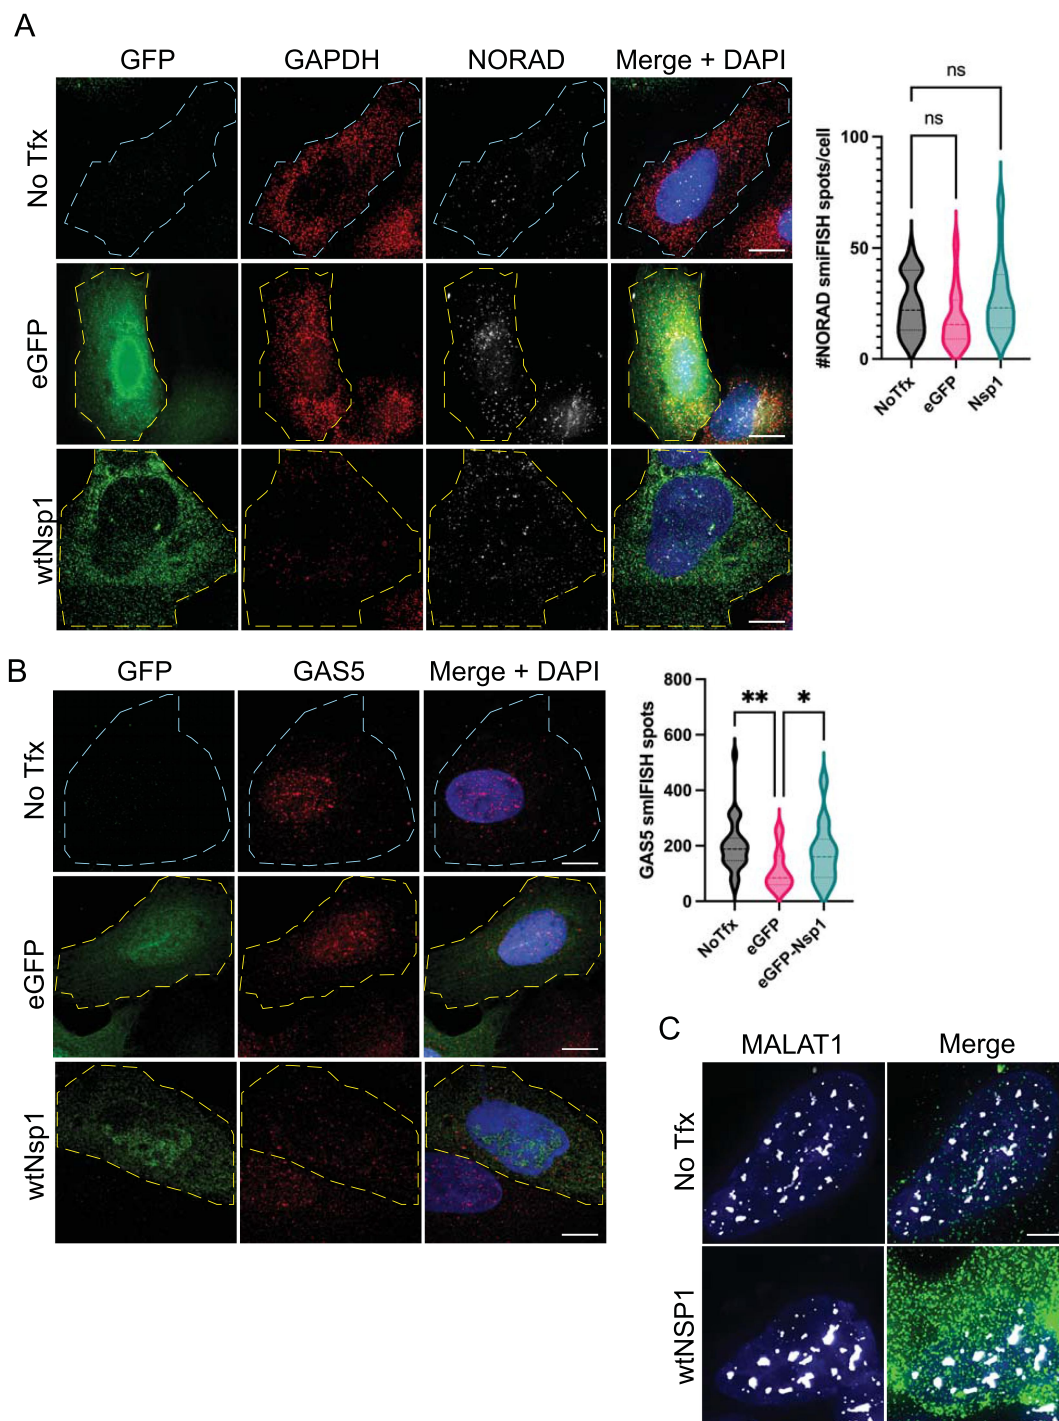 A
GFP
GAPDH
NORAD
Merge + DAPI
No Tfx
eGFP
wtNsp1
ns
ns
100
50
0
#NORAD smiFISH spots/cell
NoTfx
eGFP
Nsp1
B
GFP
GAS5
Merge + DAPI
No Tfx
eGFP
wtNsp1
800
600
400
200
0
** 
*
GAS5 smIFISH spots
NoTfx
eGFP
eGFP-Nsp1
C
MALAT1
Merge
No Tfx
wtNSP1